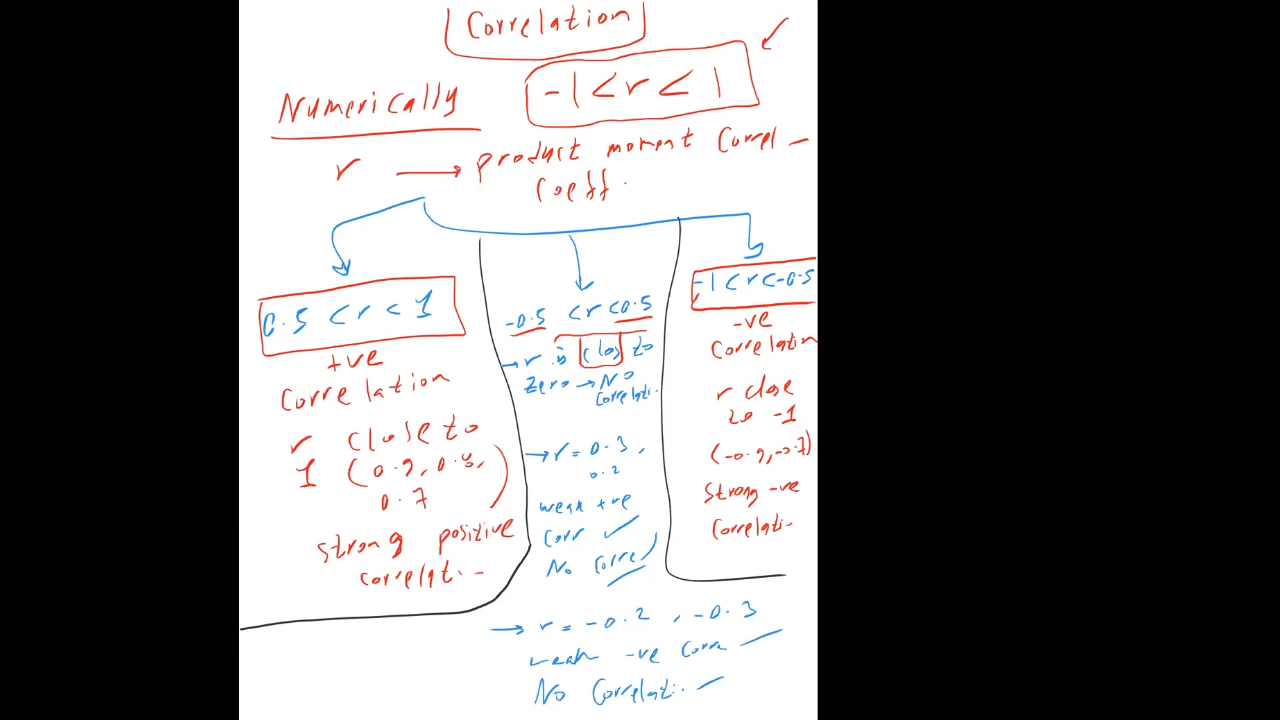 Correlation
-1 < r < 1
Numerically
r → product moment Correl -
coeff.
0.5 < r < 1
+ve
Correlation
r close to
1 (0.9, 0.8,
0.7)
strong positive
correlati -
-0.5 < r < 0.5
→ r is clos to
Zero → No
Correlati.
→ r = 0.3,
0.2
weak +ve
Corr ✓
No Corre
→ r = -0.2, -0.3
weak -ve Corre
No Correlati.
-1 < r < -0.5
-ve
Correlation
r close
to -1
(-0.9, -0.7)
Strong -ve
Correlati-